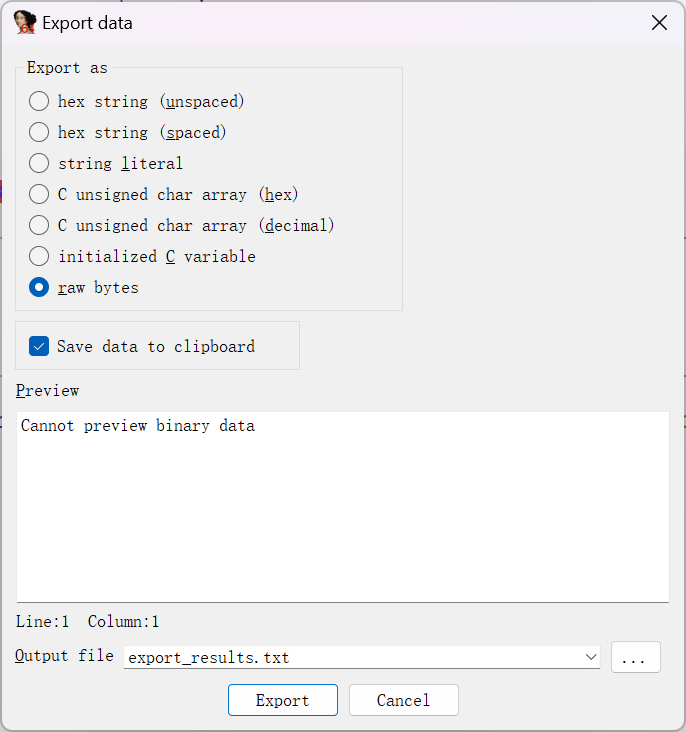 Export data
Export as
hex string (unspaced)
hex string (spaced)
string literal
C unsigned char array (hex)
C unsigned char array (decimal)
initialized C variable
raw bytes
Save data to clipboard
Preview
Cannot preview binary data
Line:1 Column:1
Output file export_results.txt ...
Export Cancel